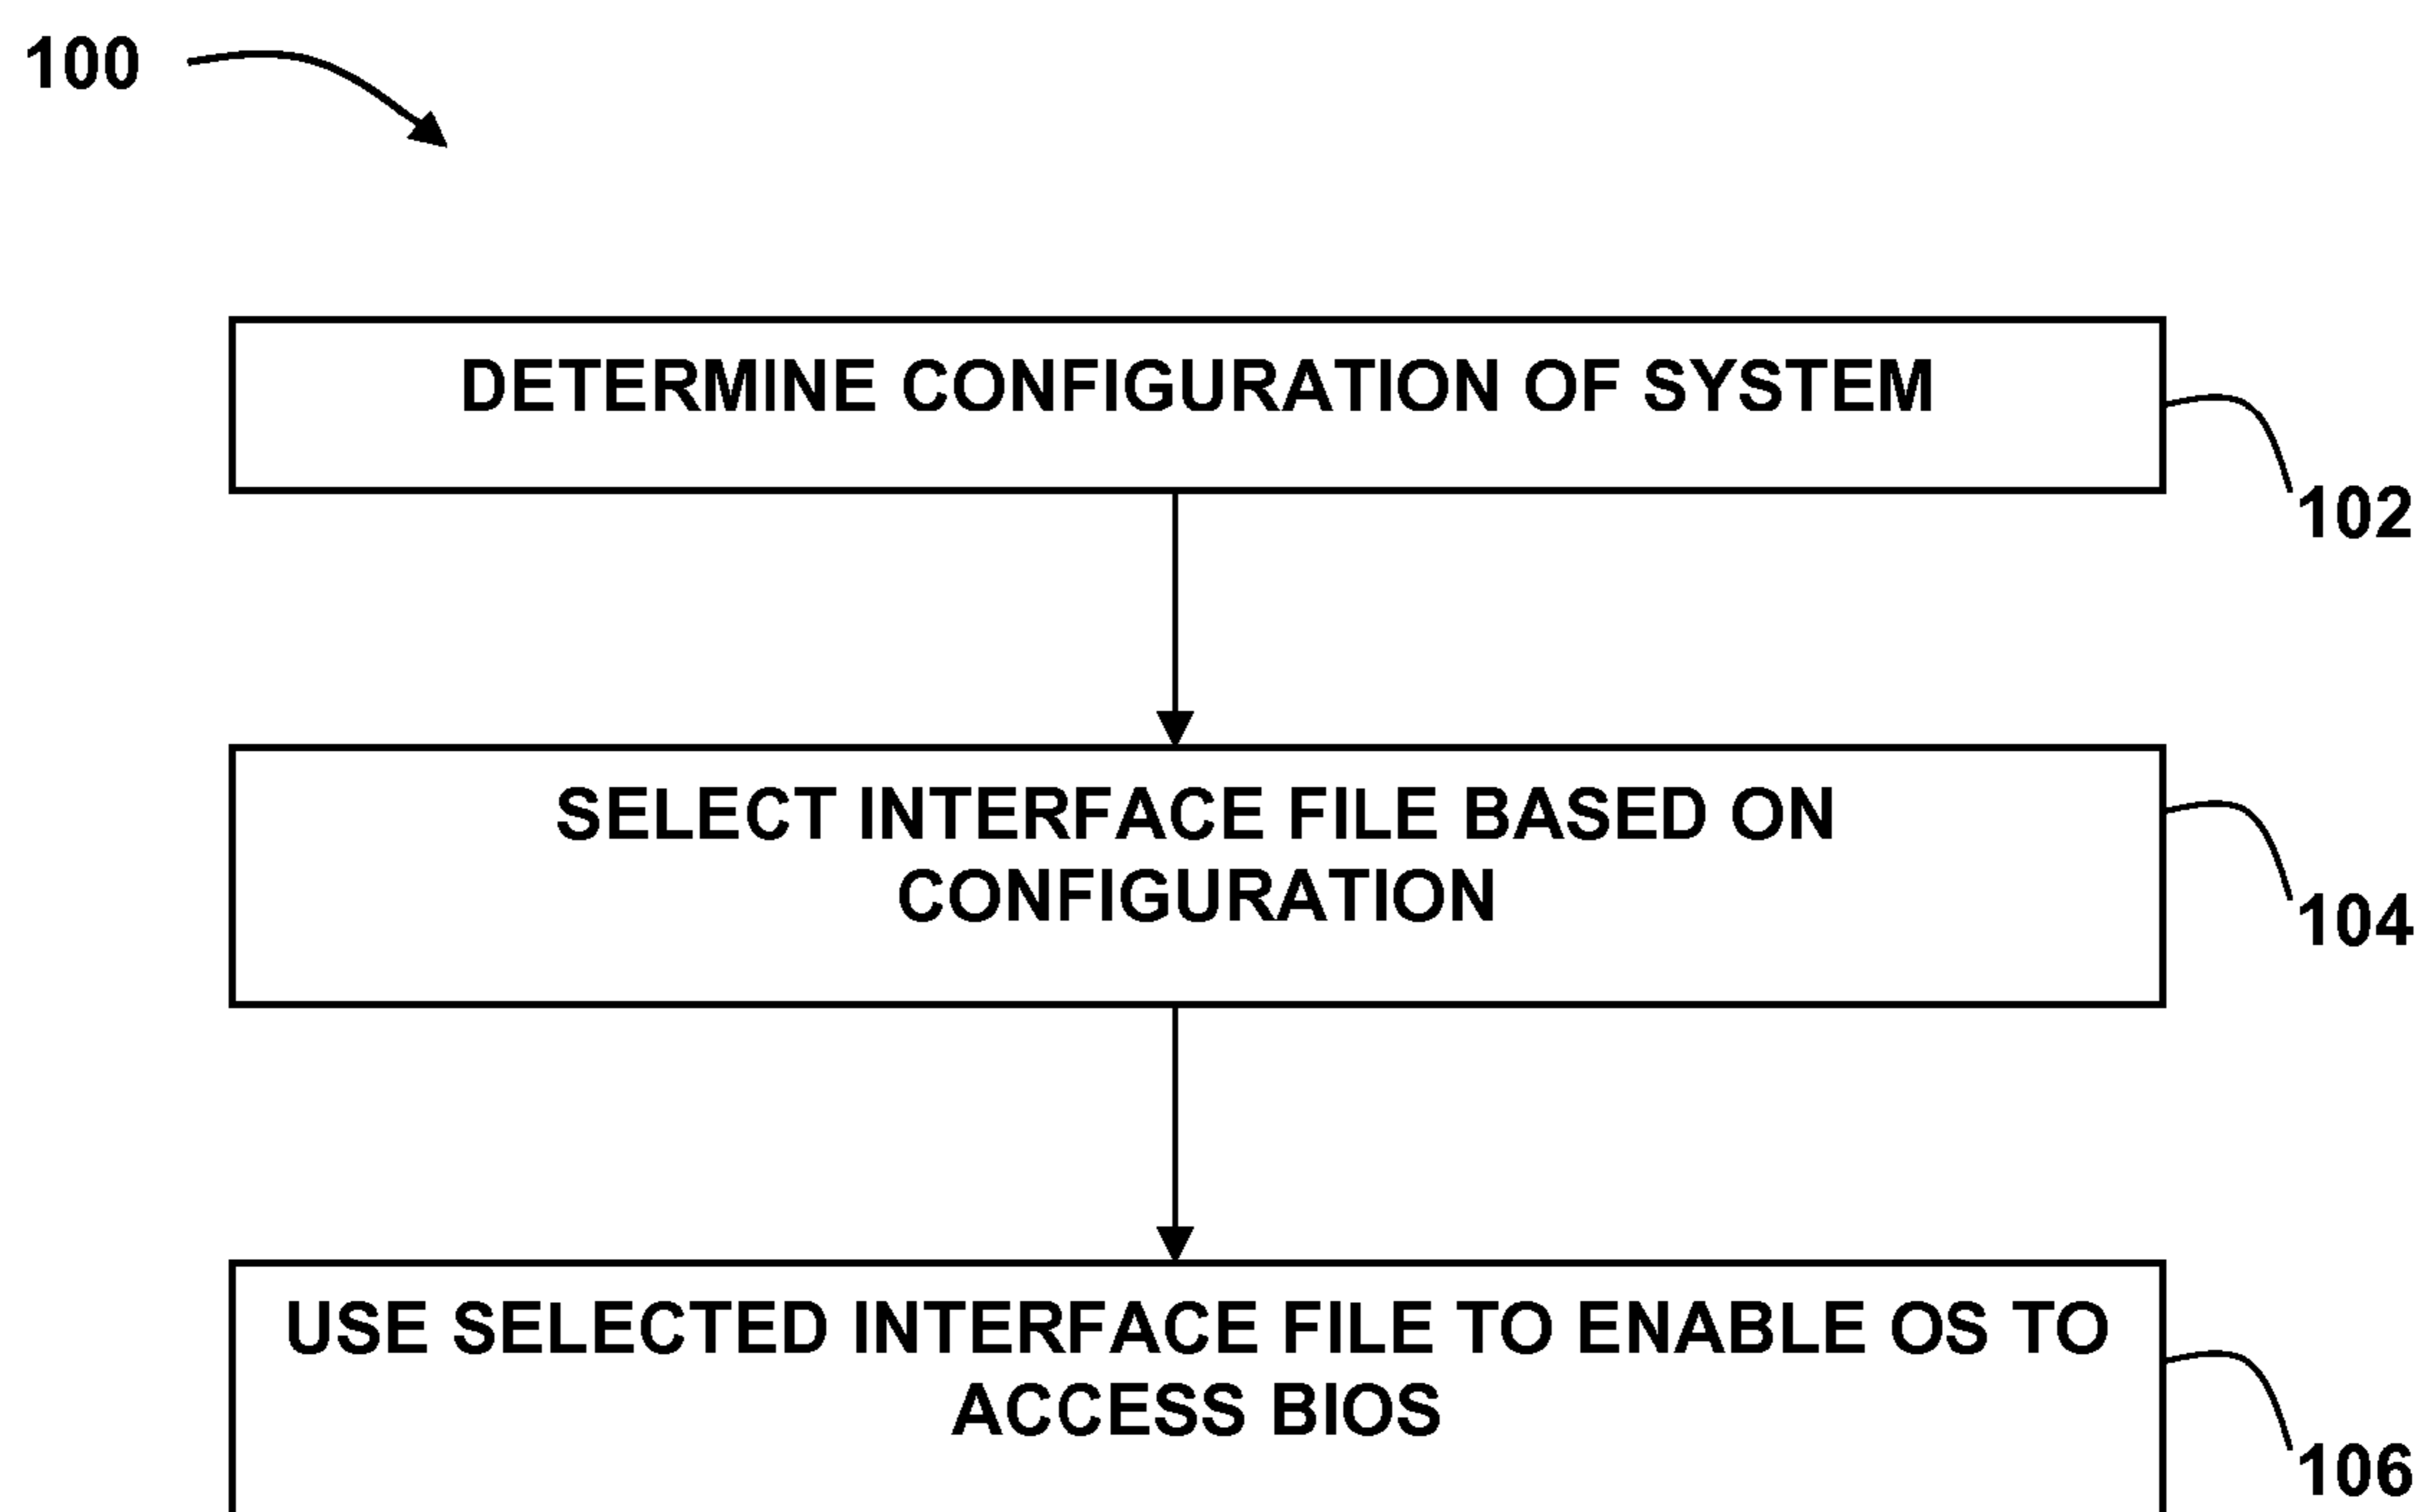 100
DETERMINE CONFIGURATION OF SYSTEM
102
SELECT INTERFACE FILE BASED ON
CONFIGURATION
104
USE SELECTED INTERFACE FILE TO ENABLE OS TO
ACCESS BIOS
106